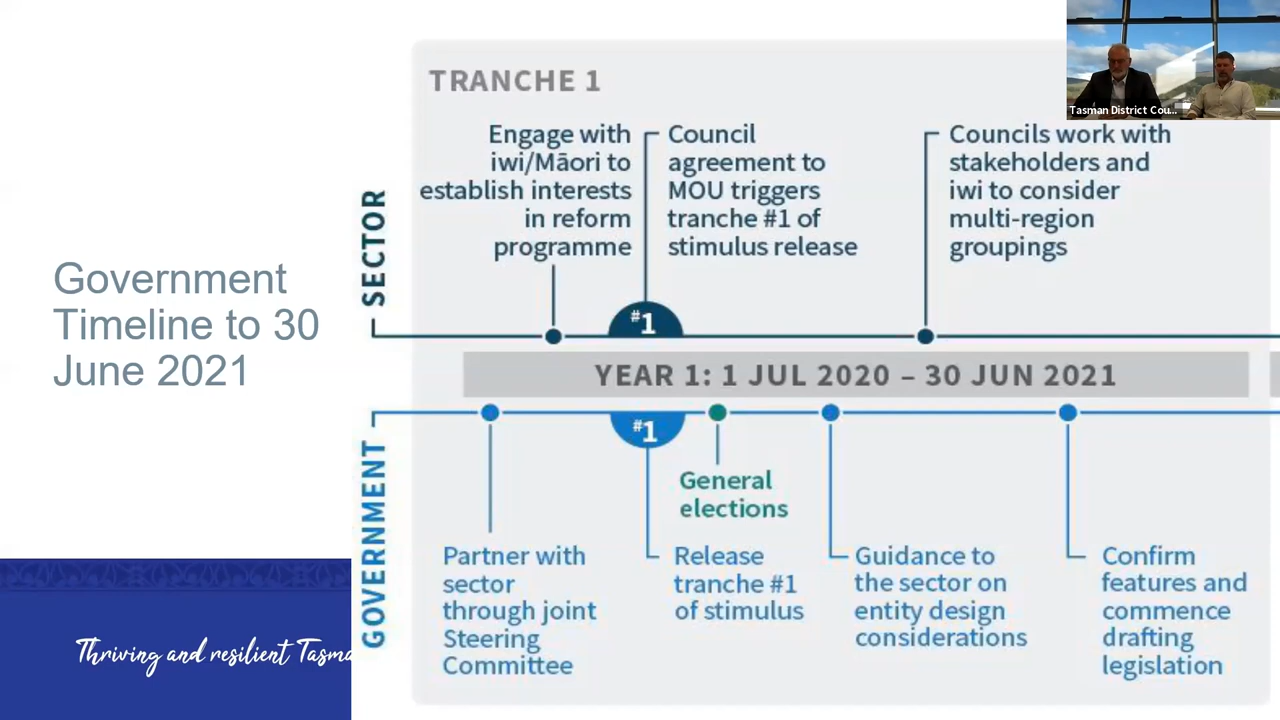 Government
Timeline to 30
June 2021
Thriving and resilient
TRANCHE 1
SECTOR
Engage with
iwi/Māori to
establish interests
in reform
programme
Council
agreement to
MOU triggers
tranche #1 of
stimulus release
Councils work with
stakeholders and
iwi to consider
multi-region
groupings
#1
YEAR 1: 1 JUL 2020 – 30 JUN 2021
GOVERNMENT
#1
General
elections
Partner with
sector
through joint
Steering
Committee
Release
tranche #1
of stimulus
Guidance to
the sector on
entity design
considerations
Confirm
features and
commence
drafting
legislation
Tasman District Cou...